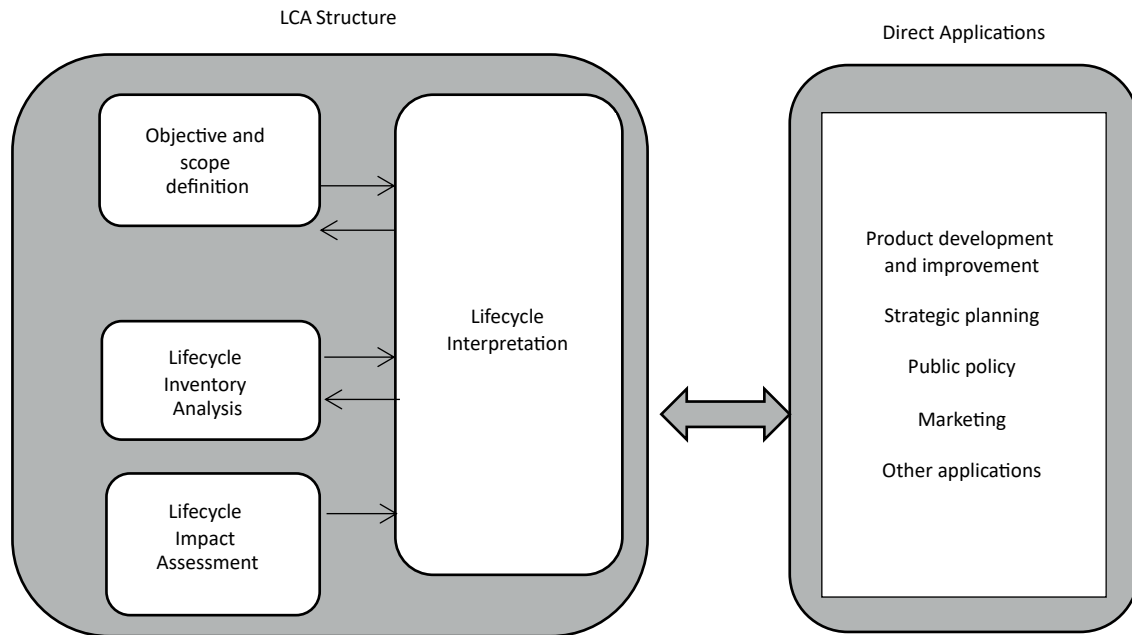 LCA Structure
Direct Applications
Objective and
scope
definition
Lifecycle
Inventory
Analysis
Lifecycle
Impact
Assessment
Lifecycle
Interpretation
Product development
and improvement
Strategic planning
Public policy
Marketing
Other applications